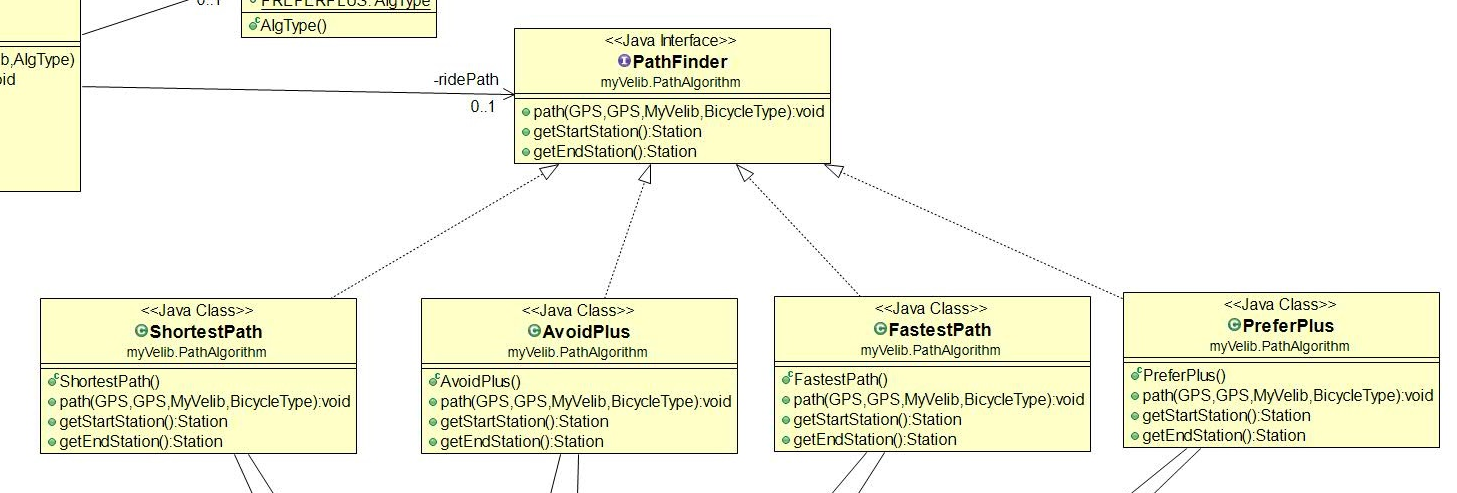 0..1
PREFERPLUS: AlgType
AlgType()
b,AlgType)
oid
-ridePath
0..1
<<Java Interface>>
PathFinder
myVelib.PathAlgorithm
path(GPS,GPS,MyVelib,BicycleType):void
getStartStation():Station
getEndStation():Station
<<Java Class>>
ShortestPath
myVelib.PathAlgorithm
ShortestPath()
path(GPS,GPS,MyVelib,BicycleType):void
getStartStation():Station
getEndStation():Station
<<Java Class>>
AvoidPlus
myVelib.PathAlgorithm
AvoidPlus()
path(GPS,GPS,MyVelib,BicycleType):void
getStartStation():Station
getEndStation():Station
<<Java Class>>
FastestPath
myVelib.PathAlgorithm
FastestPath()
path(GPS,GPS,MyVelib,BicycleType):void
getStartStation():Station
getEndStation():Station
<<Java Class>>
PreferPlus
myVelib.PathAlgorithm
PreferPlus()
path(GPS,GPS,MyVelib,BicycleType):void
getStartStation():Station
getEndStation():Station